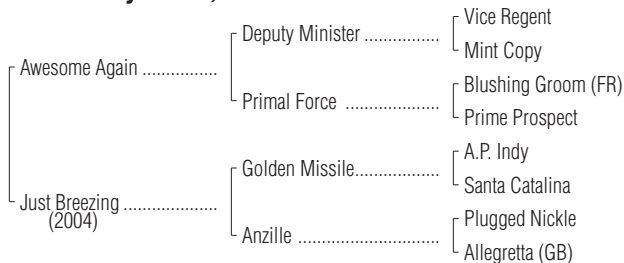 Vice Regent
Deputy Minister ................
Mint Copy
Awesome Again ................
Blushing Groom (FR)
Primal Force ....................
Prime Prospect
A.P. Indy
Golden Missile..................
Santa Catalina
Just Breezing ....................
(2004)
Plugged Nickle
Anzille ..............................
Allegretta (GB)